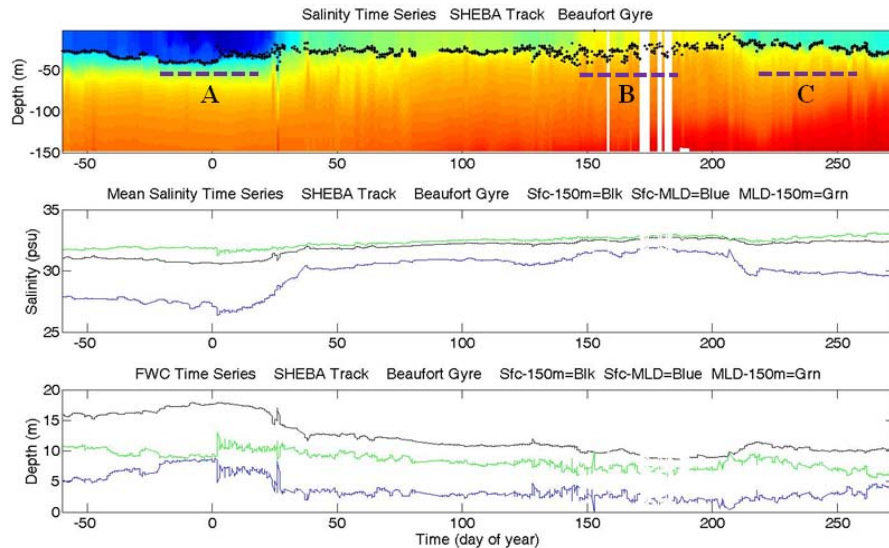 Salinity Time Series SHEBA Track Beaufort Gyre
Depth (m)
0
-50
-100
-150
A
B
C
-50 0 50 100 150 200 250
Mean Salinity Time Series SHEBA Track Beaufort Gyre Sfc-150m=Blk Sfc-MLD=Blue MLD-150m=Grn
Salinity (psu)
35
30
25
-50 0 50 100 150 200 250
FWC Time Series SHEBA Track Beaufort Gyre Sfc-150m=Blk Sfc-MLD=Blue MLD-150m=Grn
Depth (m)
20
15
10
5
0
-50 0 50 100 150 200 250
Time (day of year)